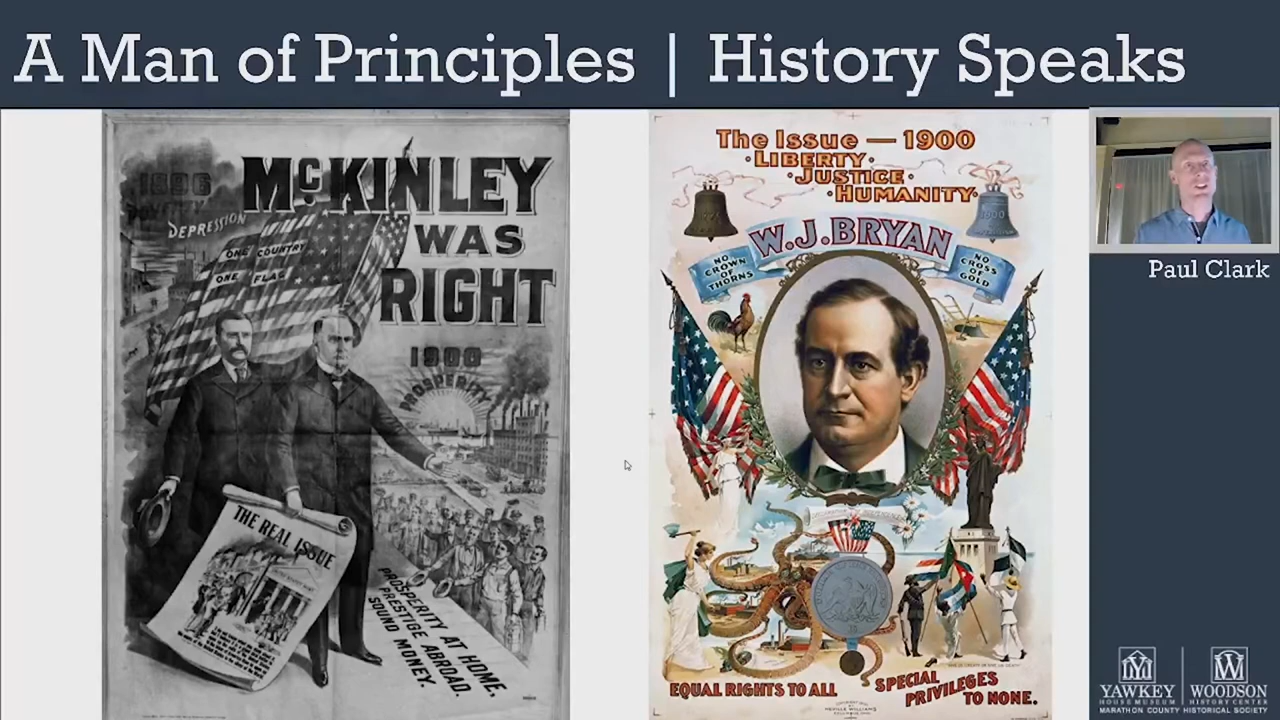 A Man of Principles | History Speaks
1896
POVERTY
DEPRESSION
McKINLEY
WAS
RIGHT
ONE COUNTRY
ONE FLAG
1900
PROSPERITY
THE REAL ISSUE
PROSPERITY AT HOME,
PRESTIGE ABROAD,
SOUND MONEY.
The Issue — 1900
·LIBERTY·
·JUSTICE·
·HUMANITY·
W.J.BRYAN
NO
CROWN
OF
THORNS
NO
CROSS
OF
GOLD
1900
EQUAL RIGHTS TO ALL
SPECIAL
PRIVILEGES
TO NONE.
Paul Clark
YAWKEY
HOUSE MUSEUM
WOODSON
HISTORY CENTER
MARATHON COUNTY HISTORICAL SOCIETY